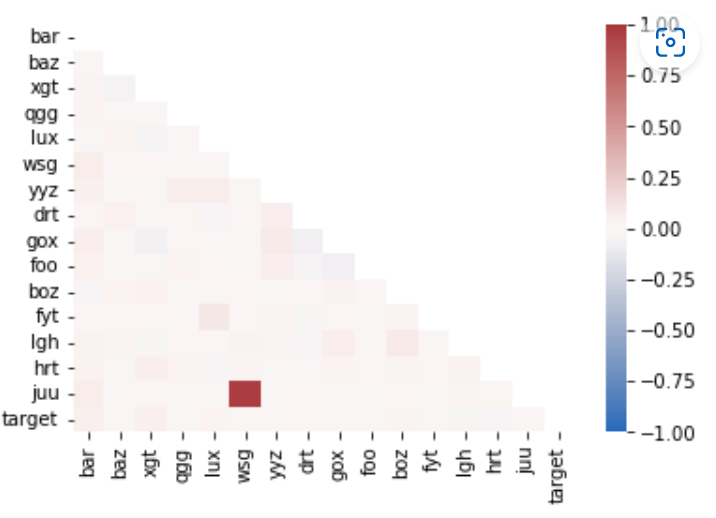 bar
baz
xgt
qgg
lux
wsg
yyz
drt
gox
foo
boz
fyt
lgh
hrt
juu
target
bar baz xgt qgg lux wsg yyz drt gox foo boz fyt lgh hrt juu target
1.00
0.75
0.50
0.25
0.00
−0.25
−0.50
−0.75
−1.00